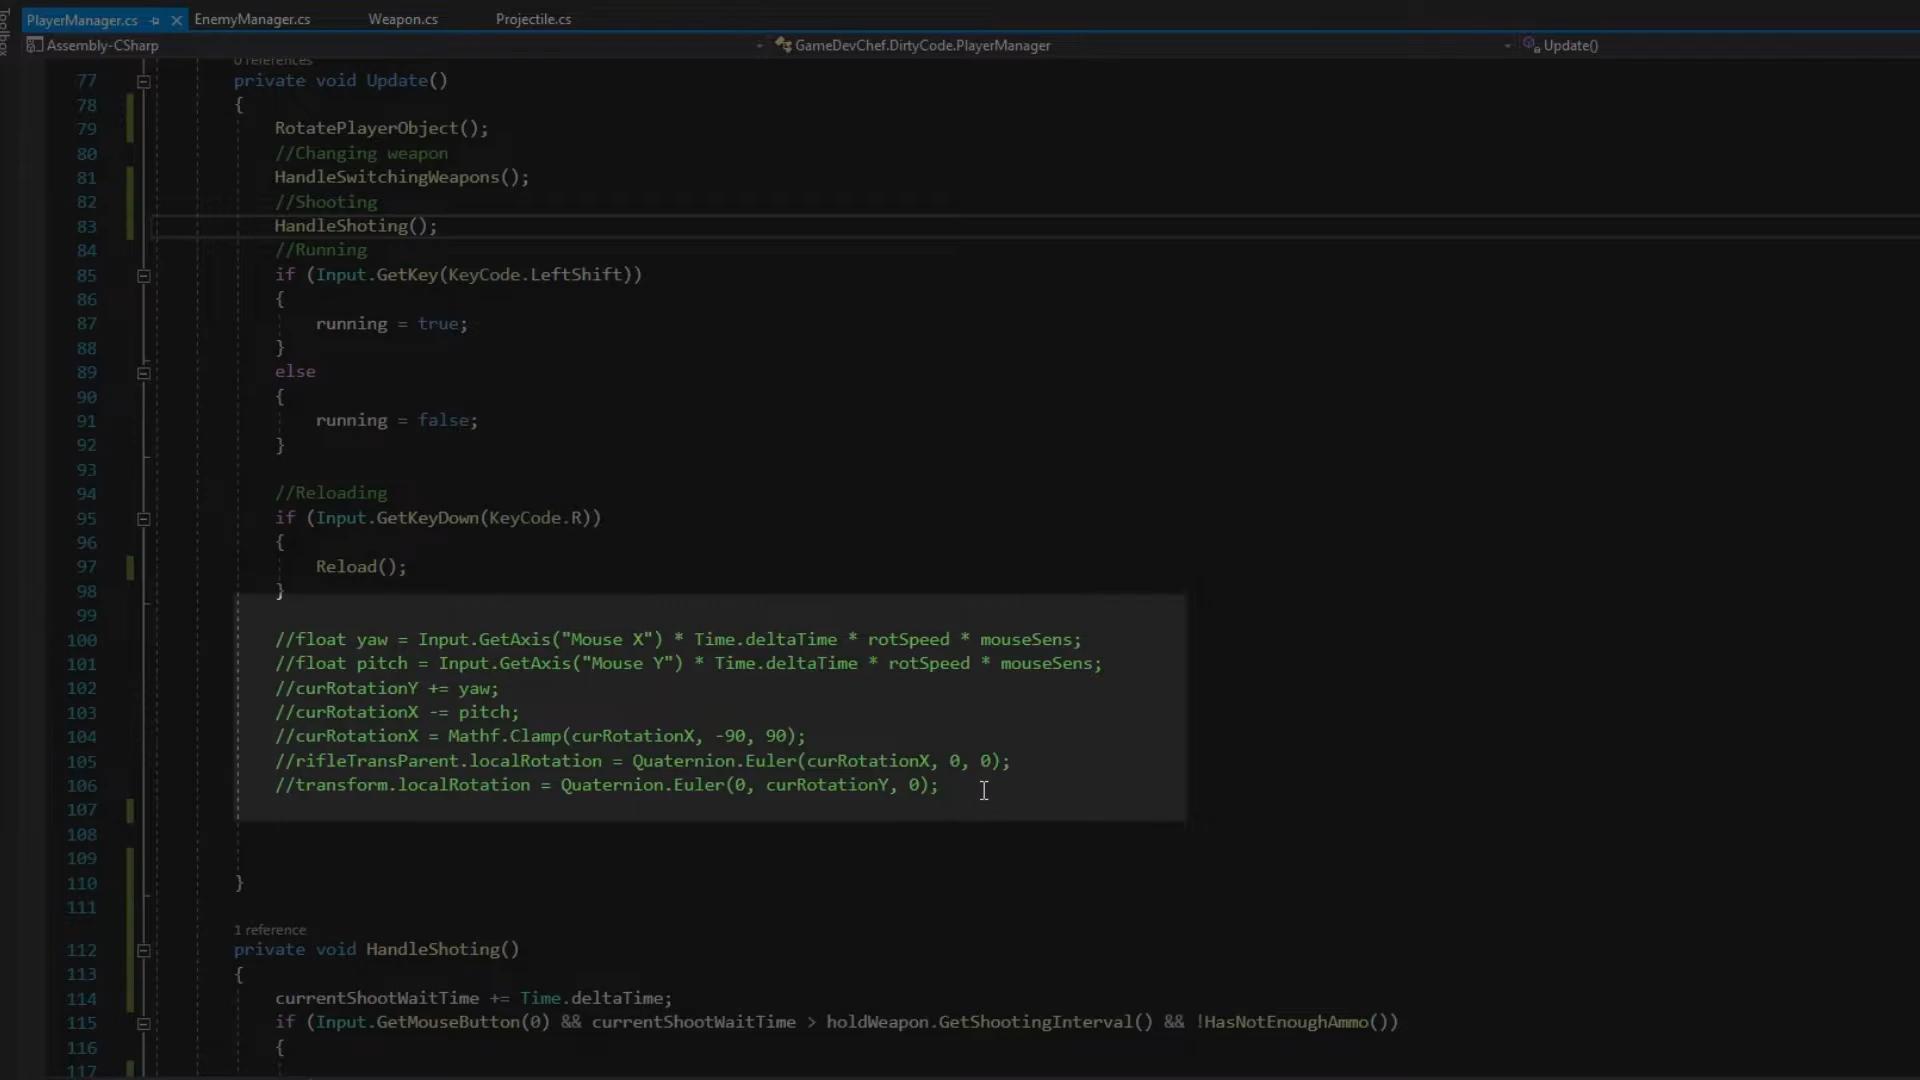 Toolbox
PlayerManager.cs
EnemyManager.cs
Weapon.cs
Projectile.cs
Assembly-CSharp
GameDevChef.DirtyCode.PlayerManager
Update()
0 references
77 private void Update()
78 {
79 RotatePlayerObject();
80 //Changing weapon
81 HandleSwitchingWeapons();
82 //Shooting
83 HandleShoting();
84 //Running
85 if (Input.GetKey(KeyCode.LeftShift))
86 {
87 running = true;
88 }
89 else
90 {
91 running = false;
92 }
93
94 //Reloading
95 if (Input.GetKeyDown(KeyCode.R))
96 {
97 Reload();
98 }
99
100 //float yaw = Input.GetAxis("Mouse X") * Time.deltaTime * rotSpeed * mouseSens;
101 //float pitch = Input.GetAxis("Mouse Y") * Time.deltaTime * rotSpeed * mouseSens;
102 //curRotationY += yaw;
103 //curRotationX -= pitch;
104 //curRotationX = Mathf.Clamp(curRotationX, -90, 90);
105 //rifleTransParent.localRotation = Quaternion.Euler(curRotationX, 0, 0);
106 //transform.localRotation = Quaternion.Euler(0, curRotationY, 0);
107
108
109
110 }
111
1 reference
112 private void HandleShoting()
113 {
114 currentShootWaitTime += Time.deltaTime;
115 if (Input.GetMouseButton(0) && currentShootWaitTime > holdWeapon.GetShootingInterval() && !HasNotEnoughAmmo())
116 {
117